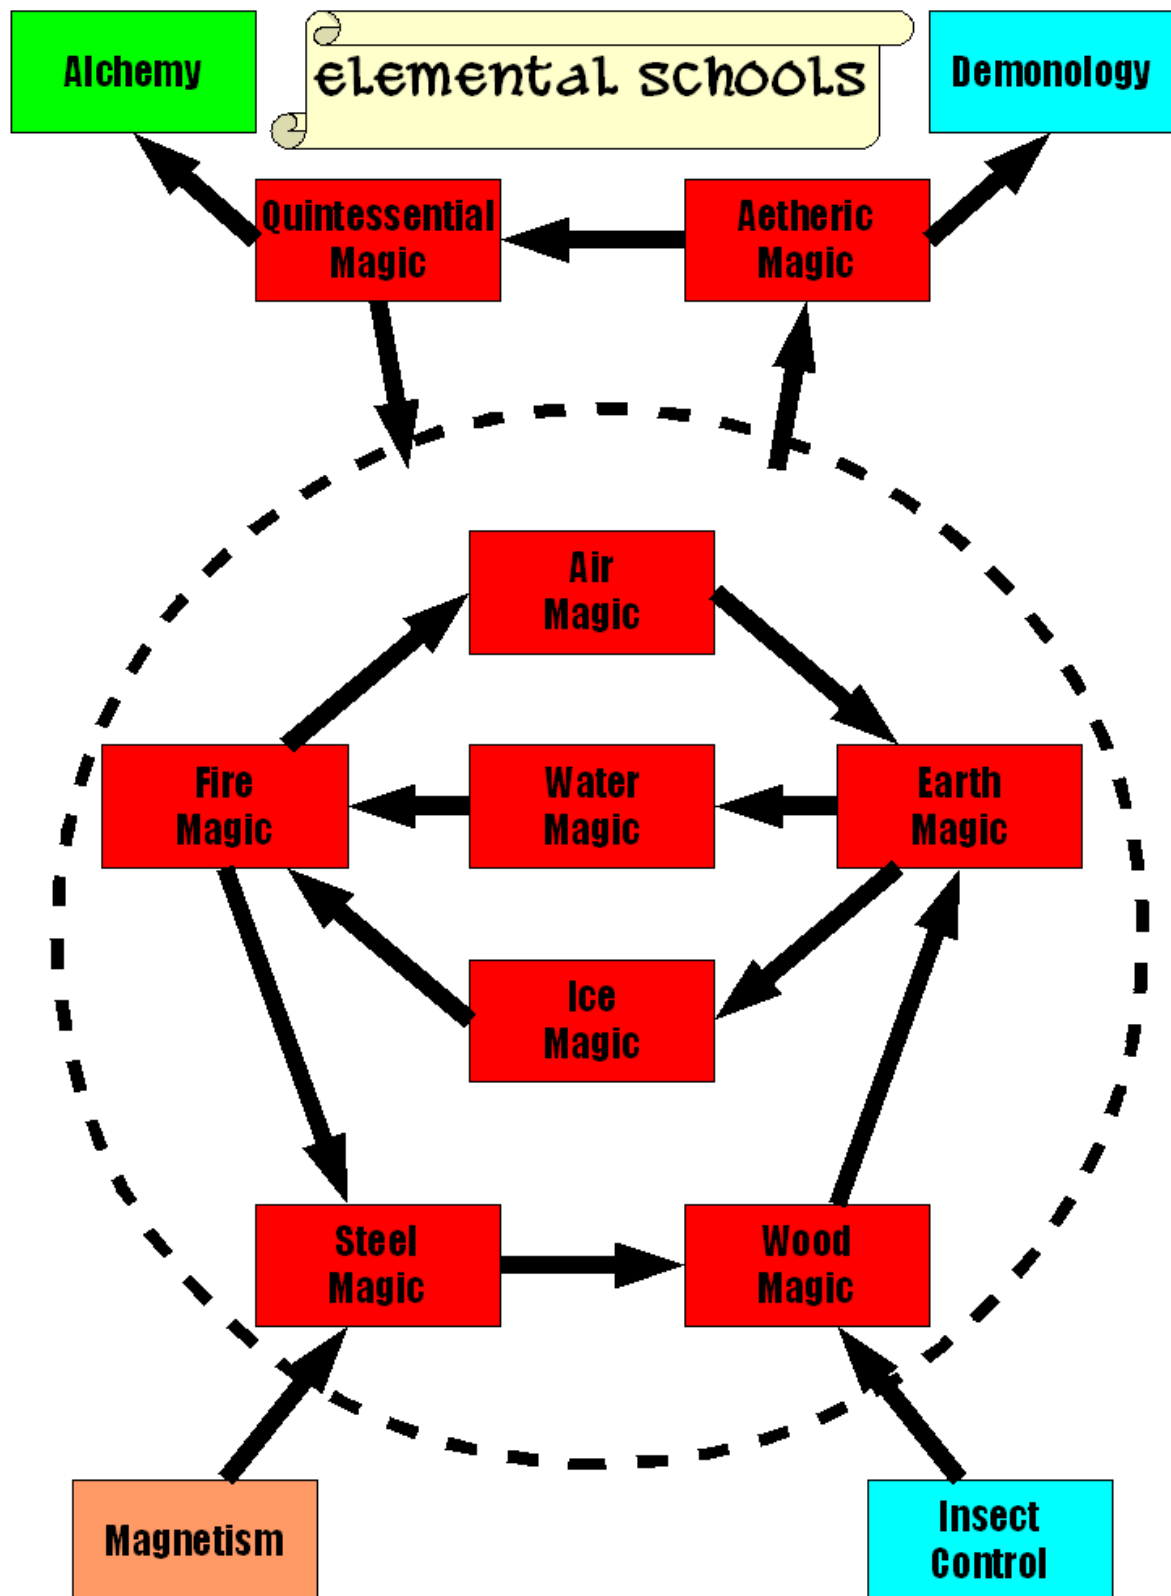 Alchemy
elemental schools
Demonology
Quintessential
Magic
Aetheric
Magic
Air
Magic
Fire
Magic
Water
Magic
Earth
Magic
Ice
Magic
Steel
Magic
Wood
Magic
Magnetism
Insect
Control